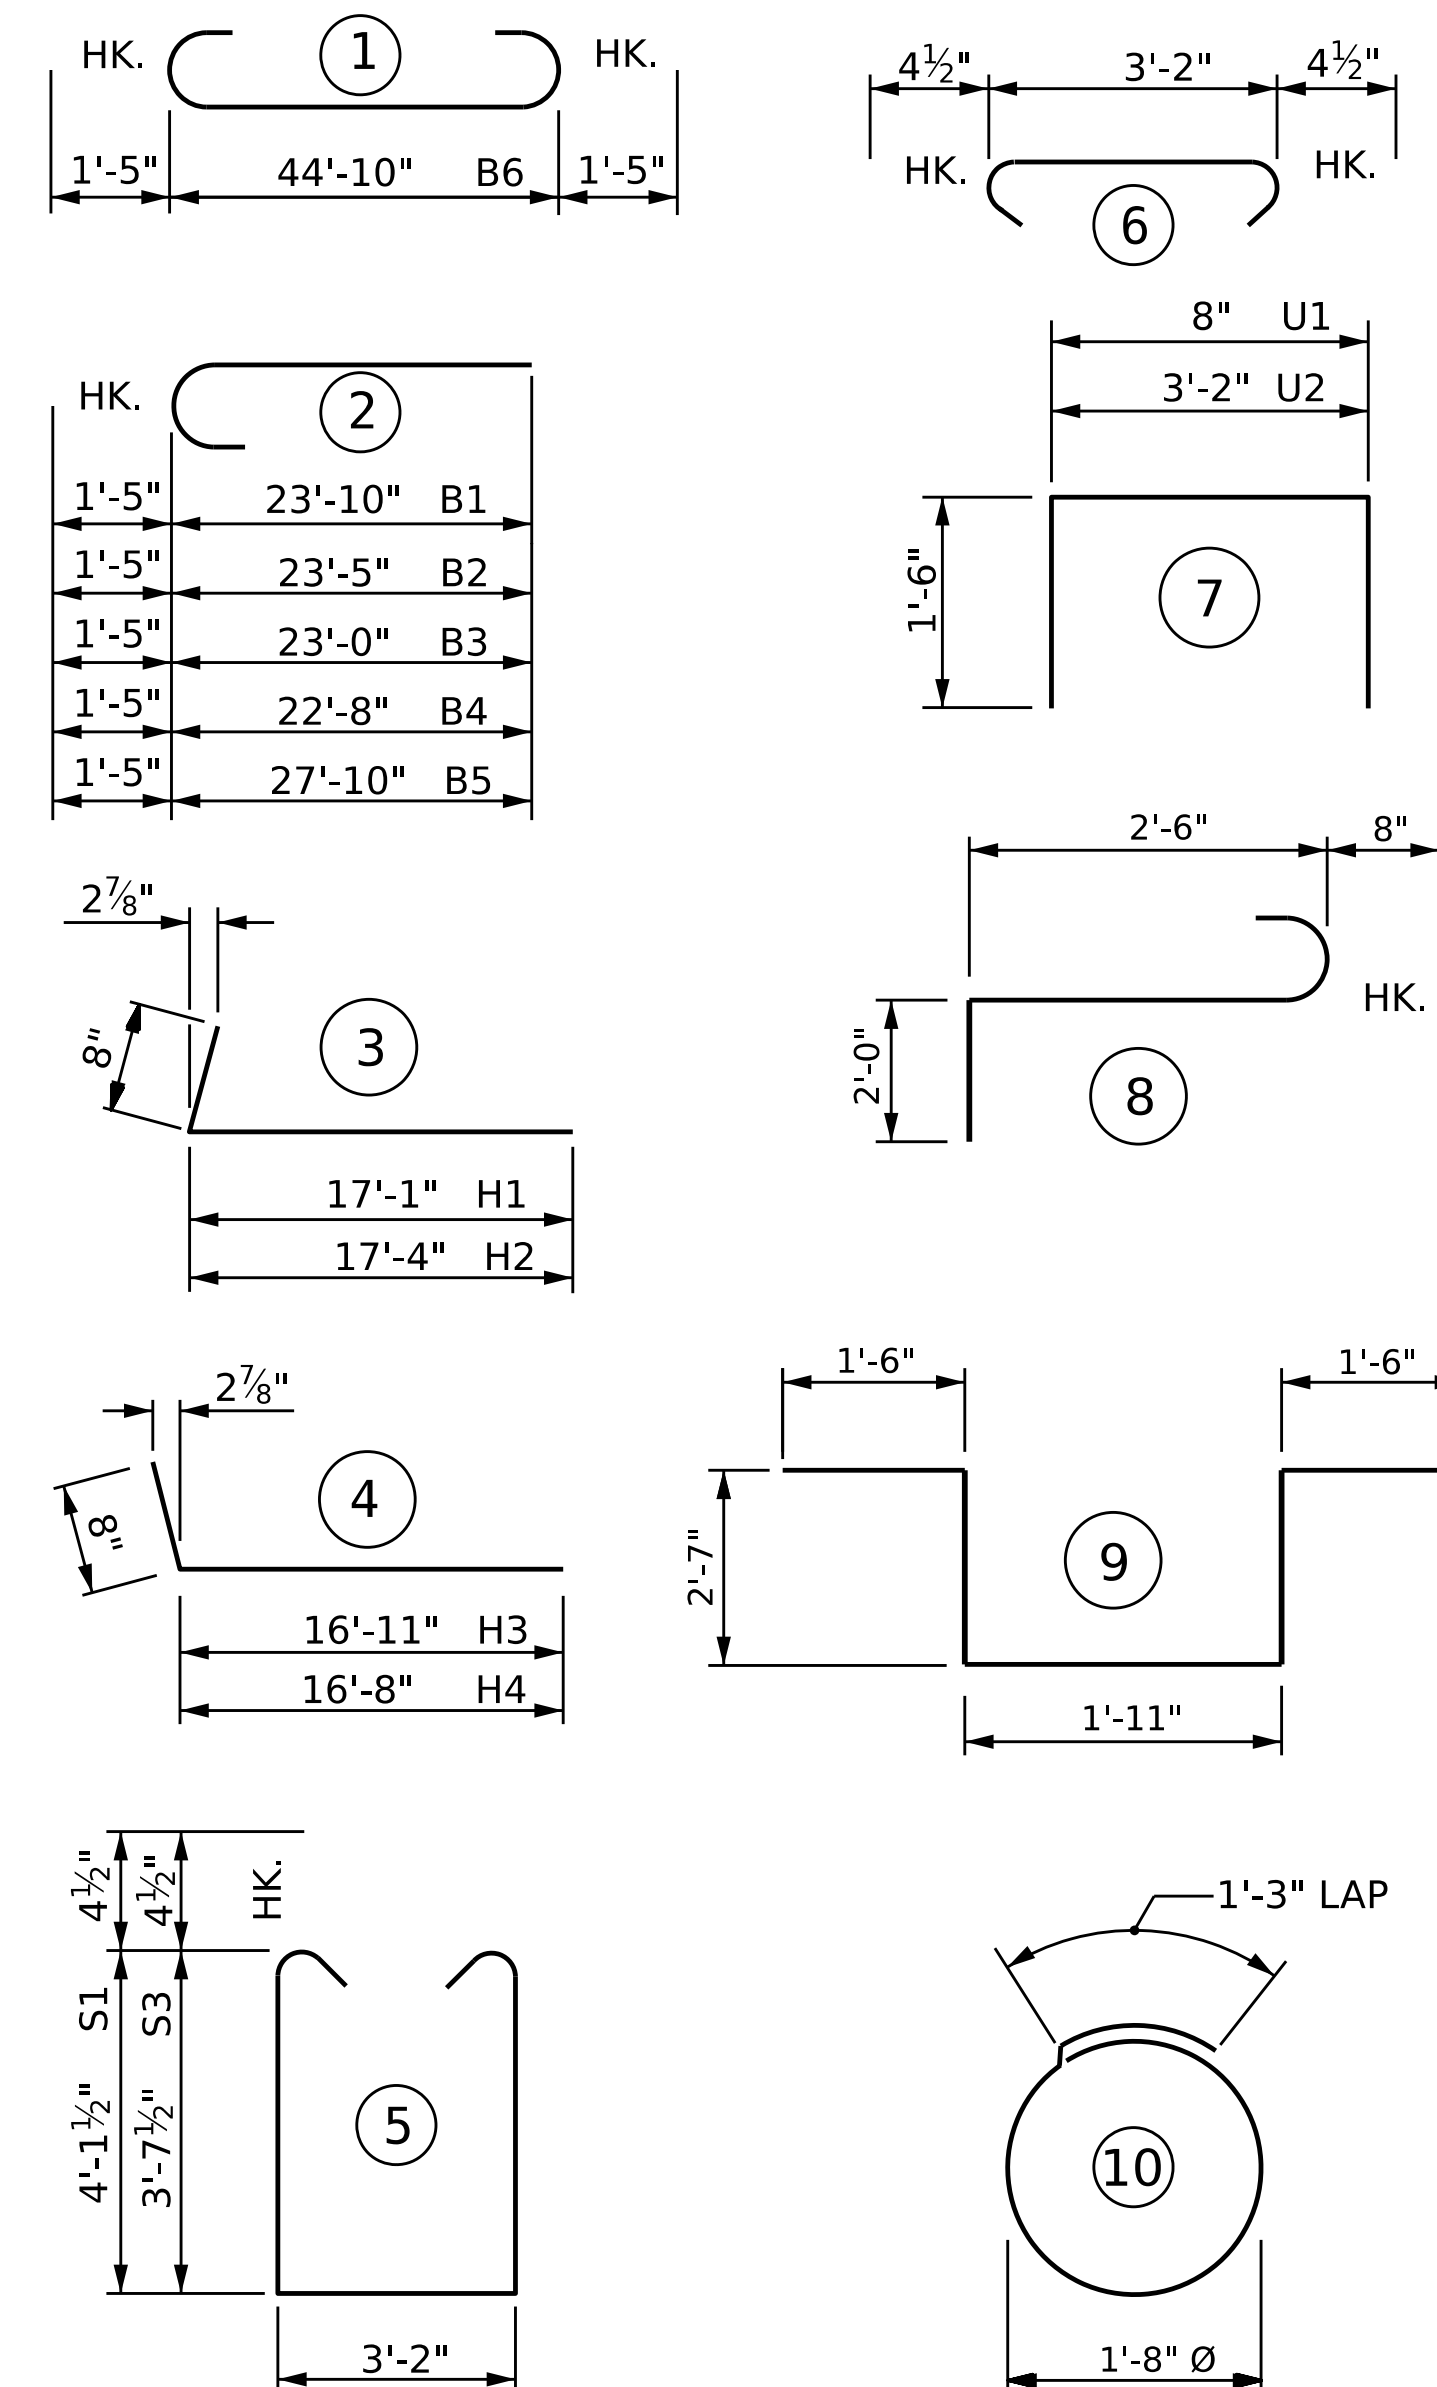 HK. 1 HK.
1'-5" 44'-10" B6 1'-5"
HK. 2
1'-5" 23'-10" B1
1'-5" 23'-5" B2
1'-5" 23'-0" B3
1'-5" 22'-8" B4
1'-5" 27'-10" B5
2⅞"
8" 3
17'-1" H1
17'-4" H2
2⅞"
8" 4
16'-11" H3
16'-8" H4
4½" 4½" HK.
4'-1½" S1
3'-7½" S3
5
3'-2"
4½" 3'-2" 4½"
HK. HK.
6
8" U1
3'-2" U2
1'-6" 7
2'-6" 8"
HK.
2'-0" 8
1'-6" 1'-6"
2'-7" 9
1'-11"
1'-3" LAP
10
1'-8" Ø